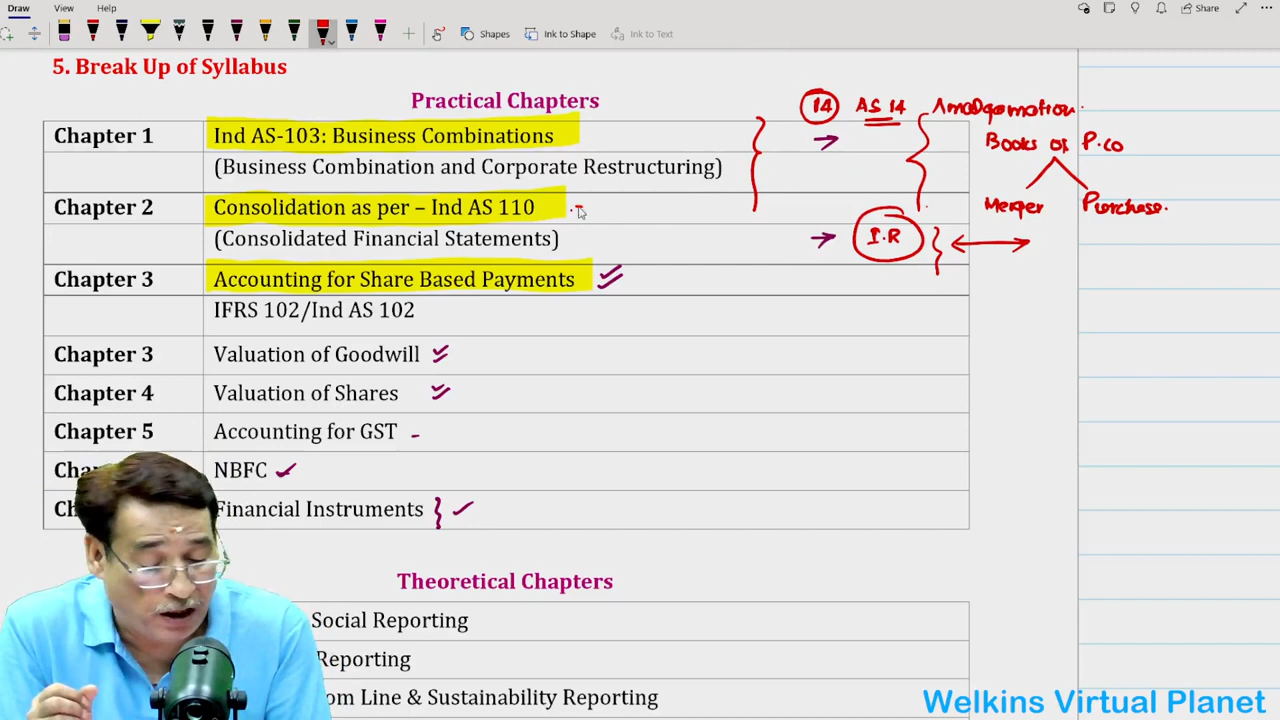 Draw View Help
Share
Shapes Ink to Shape Ink to Text
5. Break Up of Syllabus
Practical Chapters
Chapter 1 Ind AS-103: Business Combinations
(Business Combination and Corporate Restructuring)
Chapter 2 Consolidation as per – Ind AS 110
(Consolidated Financial Statements)
Chapter 3 Accounting for Share Based Payments
IFRS 102/Ind AS 102
Chapter 3 Valuation of Goodwill
Chapter 4 Valuation of Shares
Chapter 5 Accounting for GST
NBFC
Financial Instruments
14 AS 14 Amalgamation
Books of P.co
Merger Purchase
I.R
Theoretical Chapters
Social Reporting
Reporting
om Line & Sustainability Reporting
Welkins Virtual Planet